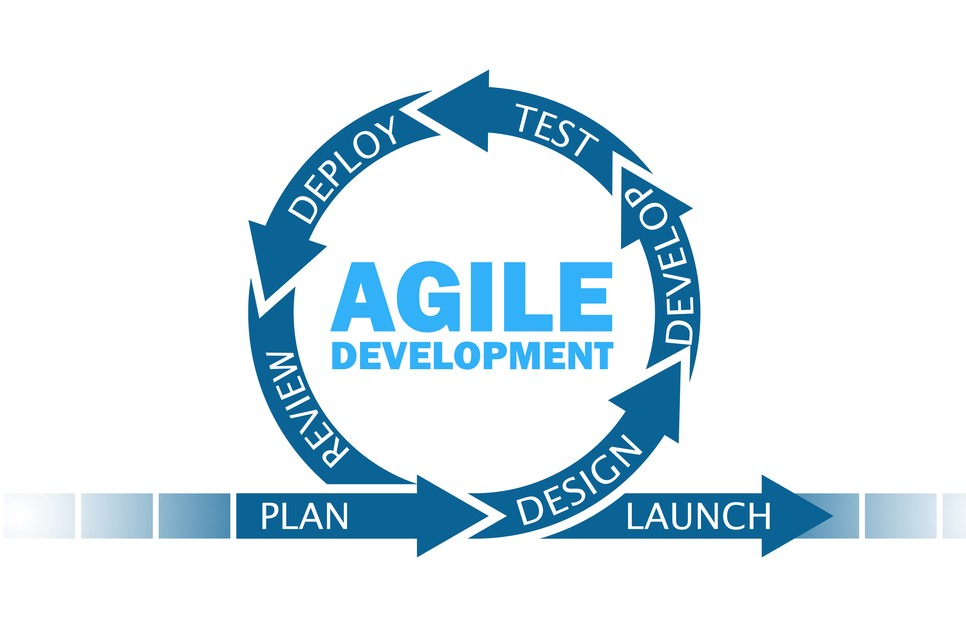 AGILE
DEVELOPMENT
PLAN
DESIGN
DEVELOP
TEST
DEPLOY
REVIEW
LAUNCH